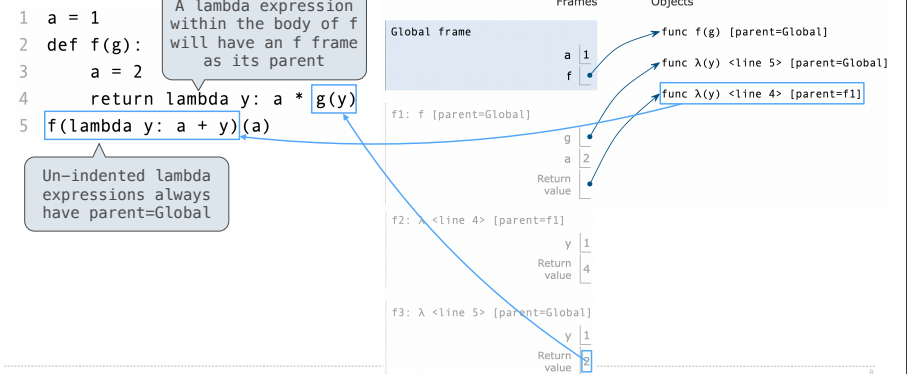 Frames Objects
A lambda expression
within the body of f
will have an f frame
as its parent
1 a = 1
2 def f(g):
3 a = 2
4 return lambda y: a * g(y)
5 f(lambda y: a + y)(a)
Un-indented lambda
expressions always
have parent=Global
Global frame
a 1
f
func f(g) [parent=Global]
func λ(y) <line 5> [parent=Global]
func λ(y) <line 4> [parent=f1]
f1: f [parent=Global]
g
a 2
Return
value
f2: λ <line 4> [parent=f1]
y 1
Return
value 4
f3: λ <line 5> [parent=Global]
y 1
Return
value 2